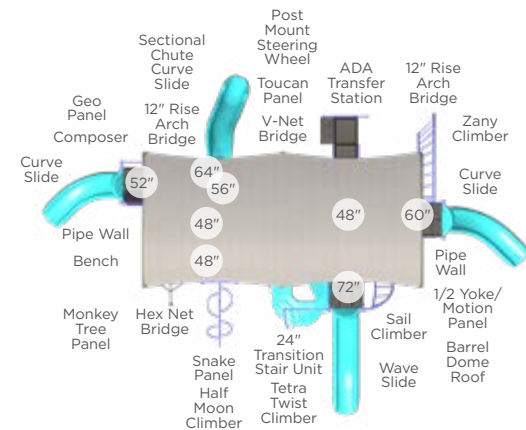 Post
Mount
Steering
Wheel
Sectional
Chute
Curve
Slide
Toucan
Panel
ADA
Transfer
Station
12" Rise
Arch
Bridge
Geo
Panel
12" Rise
Arch
Bridge
V-Net
Bridge
Zany
Climber
Composer
Curve
Slide
64"
52"
56"
Curve
Slide
48"
48"
60"
Pipe Wall
Bench
48"
Pipe
Wall
72"
1/2 Yoke/
Motion
Panel
Monkey
Tree
Panel
Hex Net
Bridge
Sail
Climber
24"
Transition
Stair Unit
Barrel
Dome
Roof
Snake
Panel
Wave
Slide
Half
Moon
Climber
Tetra
Twist
Climber